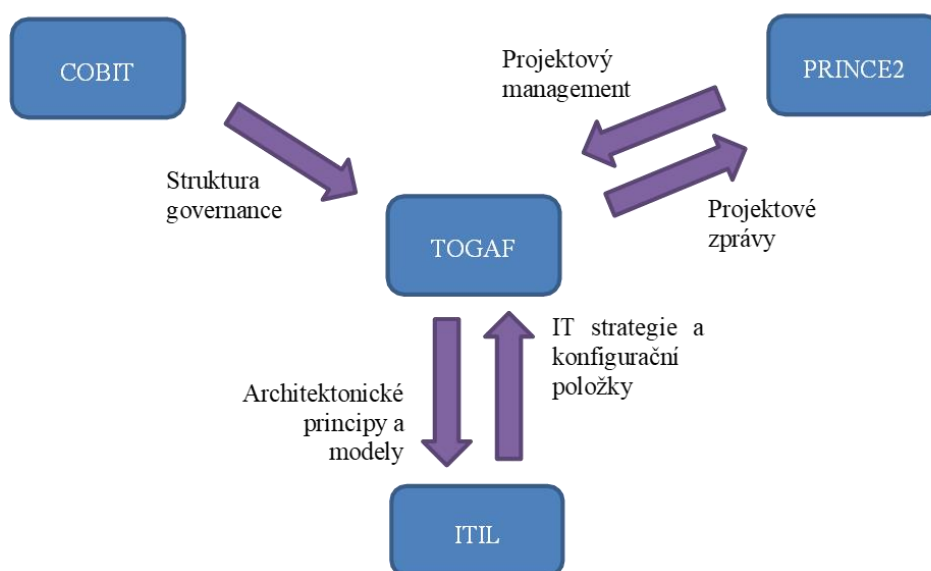 COBIT
Projektový
management
PRINCE2
Struktura
governance
Projektové
zprávy
TOGAF
IT strategie a
konfigurační
položky
Architektonické
principy a
modely
ITIL